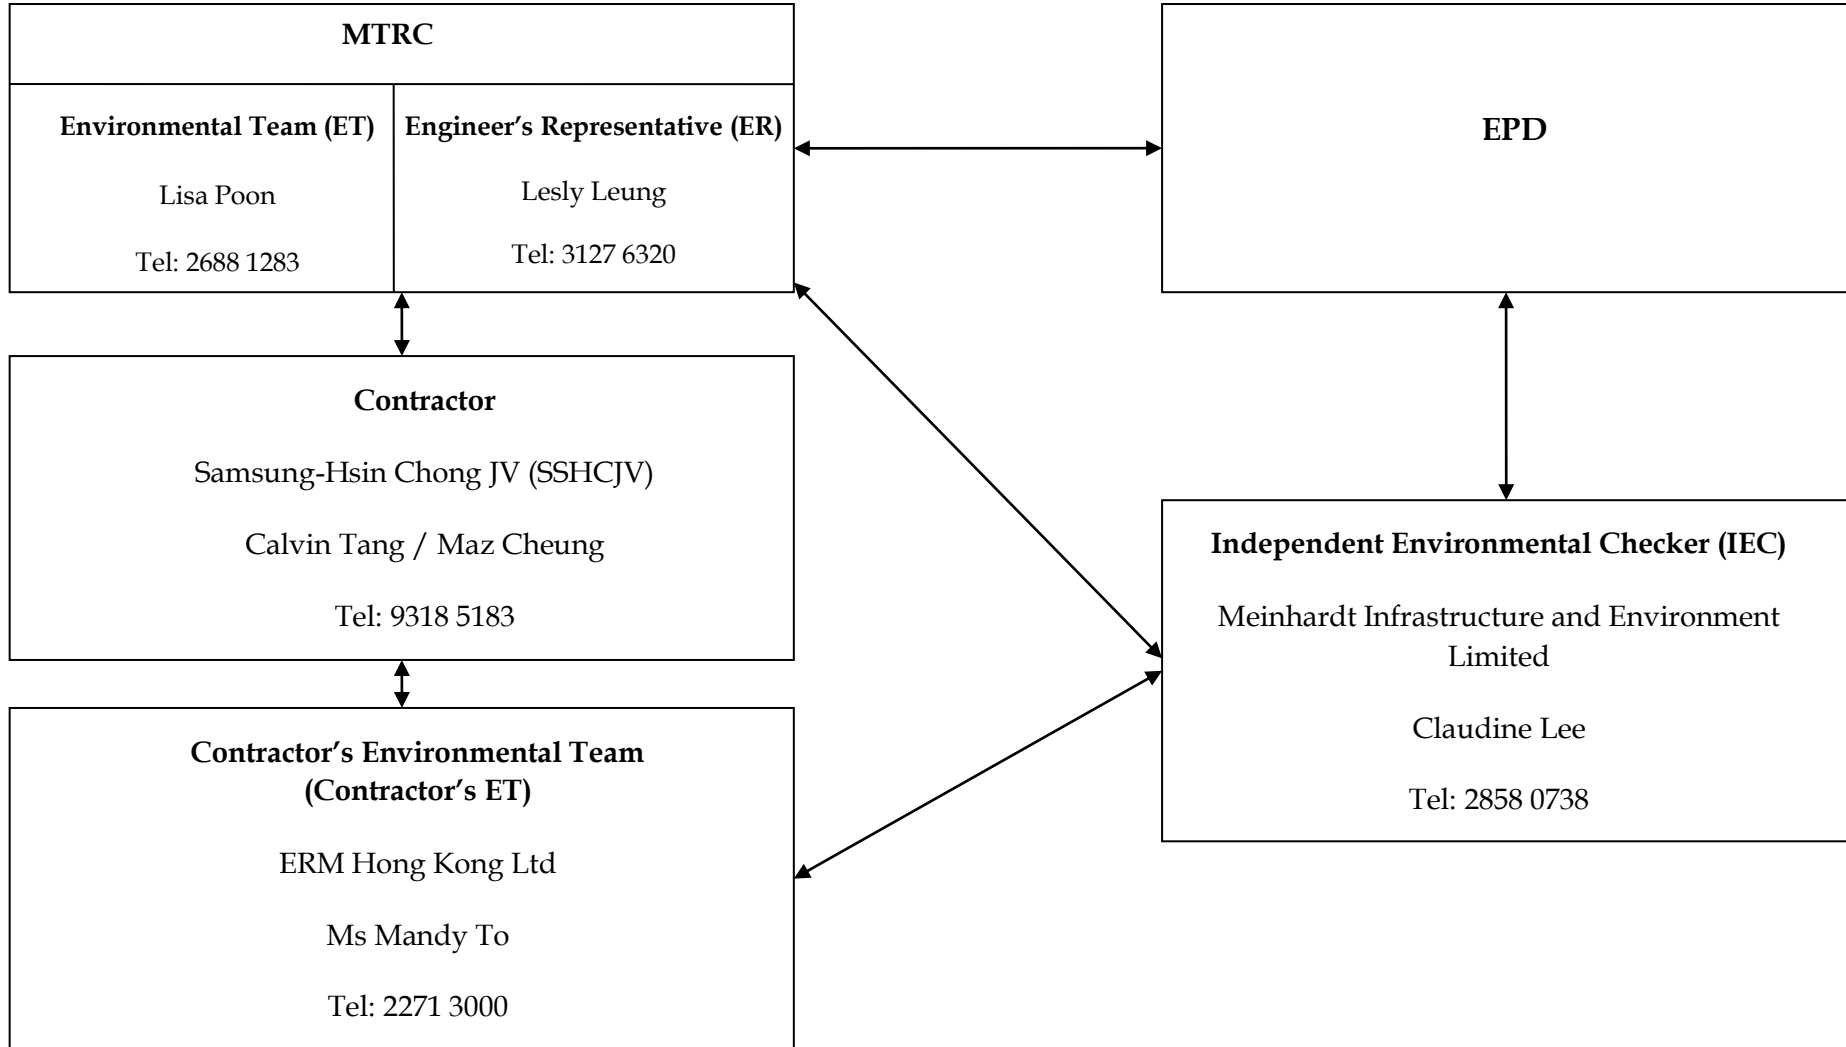 MTRC
Environmental Team (ET)
Lisa Poon
Tel: 2688 1283
Engineer’s Representative (ER)
Lesly Leung
Tel: 3127 6320
EPD
Contractor
Samsung-Hsin Chong JV (SSHCJV)
Calvin Tang / Maz Cheung
Tel: 9318 5183
Independent Environmental Checker (IEC)
Meinhardt Infrastructure and Environment
Limited
Claudine Lee
Tel: 2858 0738
Contractor’s Environmental Team
(Contractor’s ET)
ERM Hong Kong Ltd
Ms Mandy To
Tel: 2271 3000